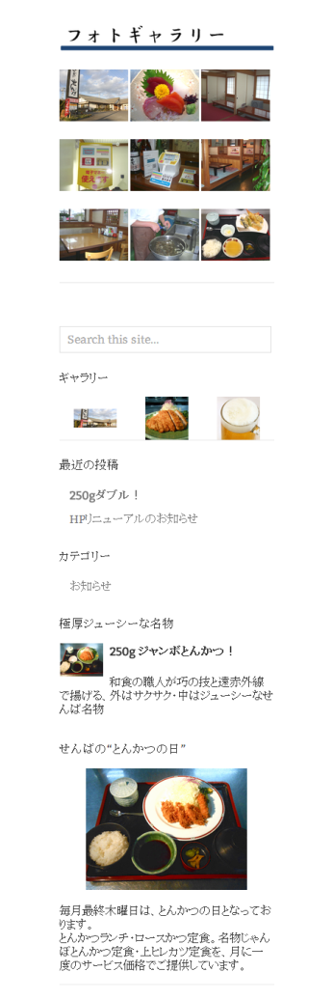 フォトギャラリー
使えます
Search this site...
ギャラリー
最近の投稿
250gダブル！
HPリニューアルのお知らせ
カテゴリー
お知らせ
極厚ジューシーな名物
250g ジャンボとんかつ！
和食の職人が巧の技と遠赤外線
で揚げる、外はサクサク・中はジューシーなせ
んば名物
せんばの“とんかつの日”
毎月最終木曜日は、とんかつの日となってお
ります。
とんかつランチ・ロースかつ定食。名物じゃん
ぼとんかつ定食・上ヒレカツ定食を、月に一
度のサービス価格でご提供しています。